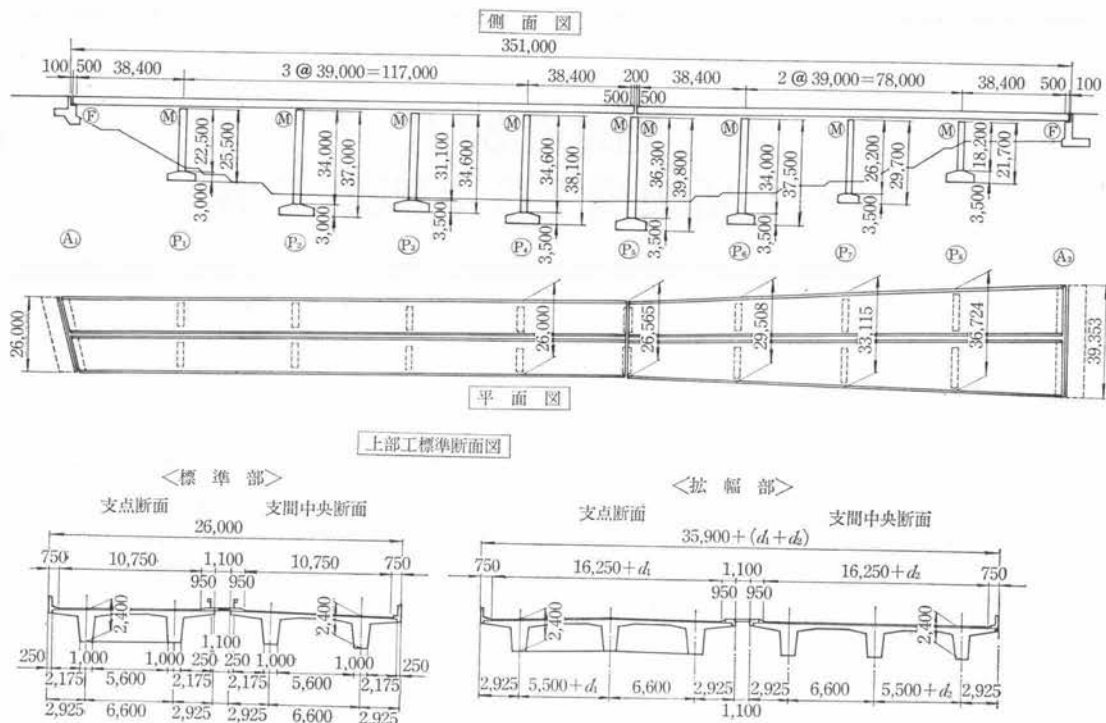 側面図
351,000
100 500 38,400 3@39,000=117,000 38,400 200 38,400 2@39,000=78,000 38,400 500 100
500 500
Ⓕ Ⓜ Ⓜ Ⓜ Ⓜ Ⓜ Ⓜ Ⓜ Ⓜ Ⓜ Ⓕ
22,500 25,500 34,000 37,000 31,100 34,600 34,600 38,100 36,300 39,800 34,000 37,500 26,200 29,700 18,200 21,700
3,000 3,000 3,500 3,500 3,500 3,500 3,500 3,500
A₁ P₁ P₂ P₃ P₄ P₅ P₆ P₇ P₈ A₂
26,000 26,000 26,565 29,508 33,115 36,724 39,353
平面図
上部工標準断面図
<標準部>
支点断面 支間中央断面
26,000
750 10,750 1,100 10,750 750
950 950
2,400 2,400
1,100
250 1,000 1,000 250 250 1,000 1,000 250
2,175 5,600 2,175 2,175 5,600 2,175
2,925 6,600 2,925 2,925 6,600 2,925
<拡幅部>
支点断面 支間中央断面
35,900+(d₁+d₂)
750 16,250+d₁ 1,100 16,250+d₂ 750
950 950
2,400 2,400
2,925 5,500+d₁ 6,600 2,925 2,925 6,600 5,500+d₂ 2,925
1,100